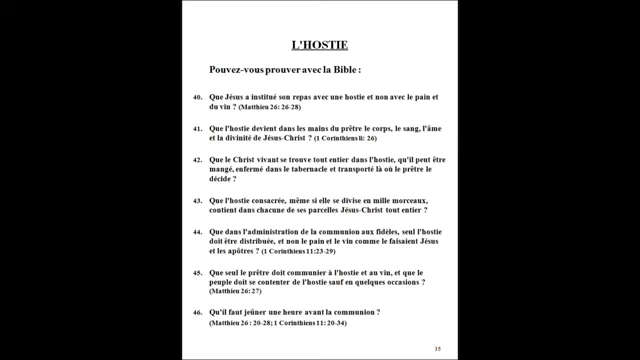 L'HOSTIE
Pouvez-vous prouver avec la Bible :
40. Que Jésus a institué son repas avec une hostie et non avec le pain et
du vin ? (Matthieu 26: 26-28)
41. Que l'hostie devient dans les mains du prêtre le corps, le sang, l'âme
et la divinité de Jésus-Christ ? (1 Corinthiens 11: 26)
42. Que le Christ vivant se trouve tout entier dans l'hostie, qu'il peut être
mangé, enfermé dans le tabernacle et transporté là où le prêtre le
décide ?
43. Que l'hostie consacrée, même si elle se divise en mille morceaux,
contient dans chacune de ses parcelles Jésus-Christ tout entier ?
44. Que dans l'administration de la communion aux fidèles, seul l'hostie
doit être distribuée, et non le pain et le vin comme le faisaient Jésus
et les apôtres ? (1 Corinthiens 11:23-29)
45. Que seul le prêtre doit communier à l'hostie et au vin, et que le
peuple doit se contenter de l'hostie sauf en quelques occasions ?
(Matthieu 26: 27)
46. Qu'il faut jeûner une heure avant la communion ?
(Matthieu 26 : 20-28; 1 Corinthiens 11: 20-34)
15